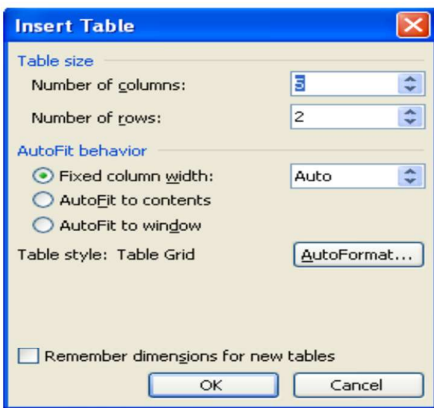 Insert Table
Table size
Number of columns: 5
Number of rows: 2
AutoFit behavior
Fixed column width: Auto
AutoFit to contents
AutoFit to window
Table style: Table Grid AutoFormat...
Remember dimensions for new tables
OK Cancel